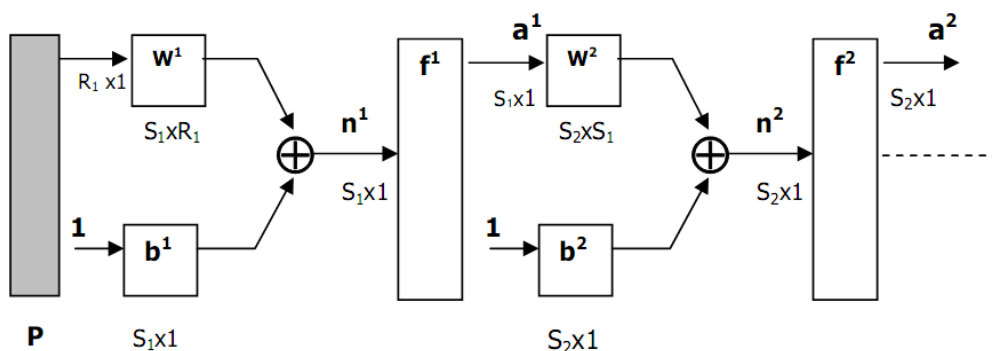 W¹
f¹
a¹
W²
f²
a²
R₁ x1
S₁xR₁
n¹
S₁x1
S₂xS₁
n²
S₂x1
S₁x1
S₂x1
1
b¹
1
b²
P
S₁x1
S₂x1